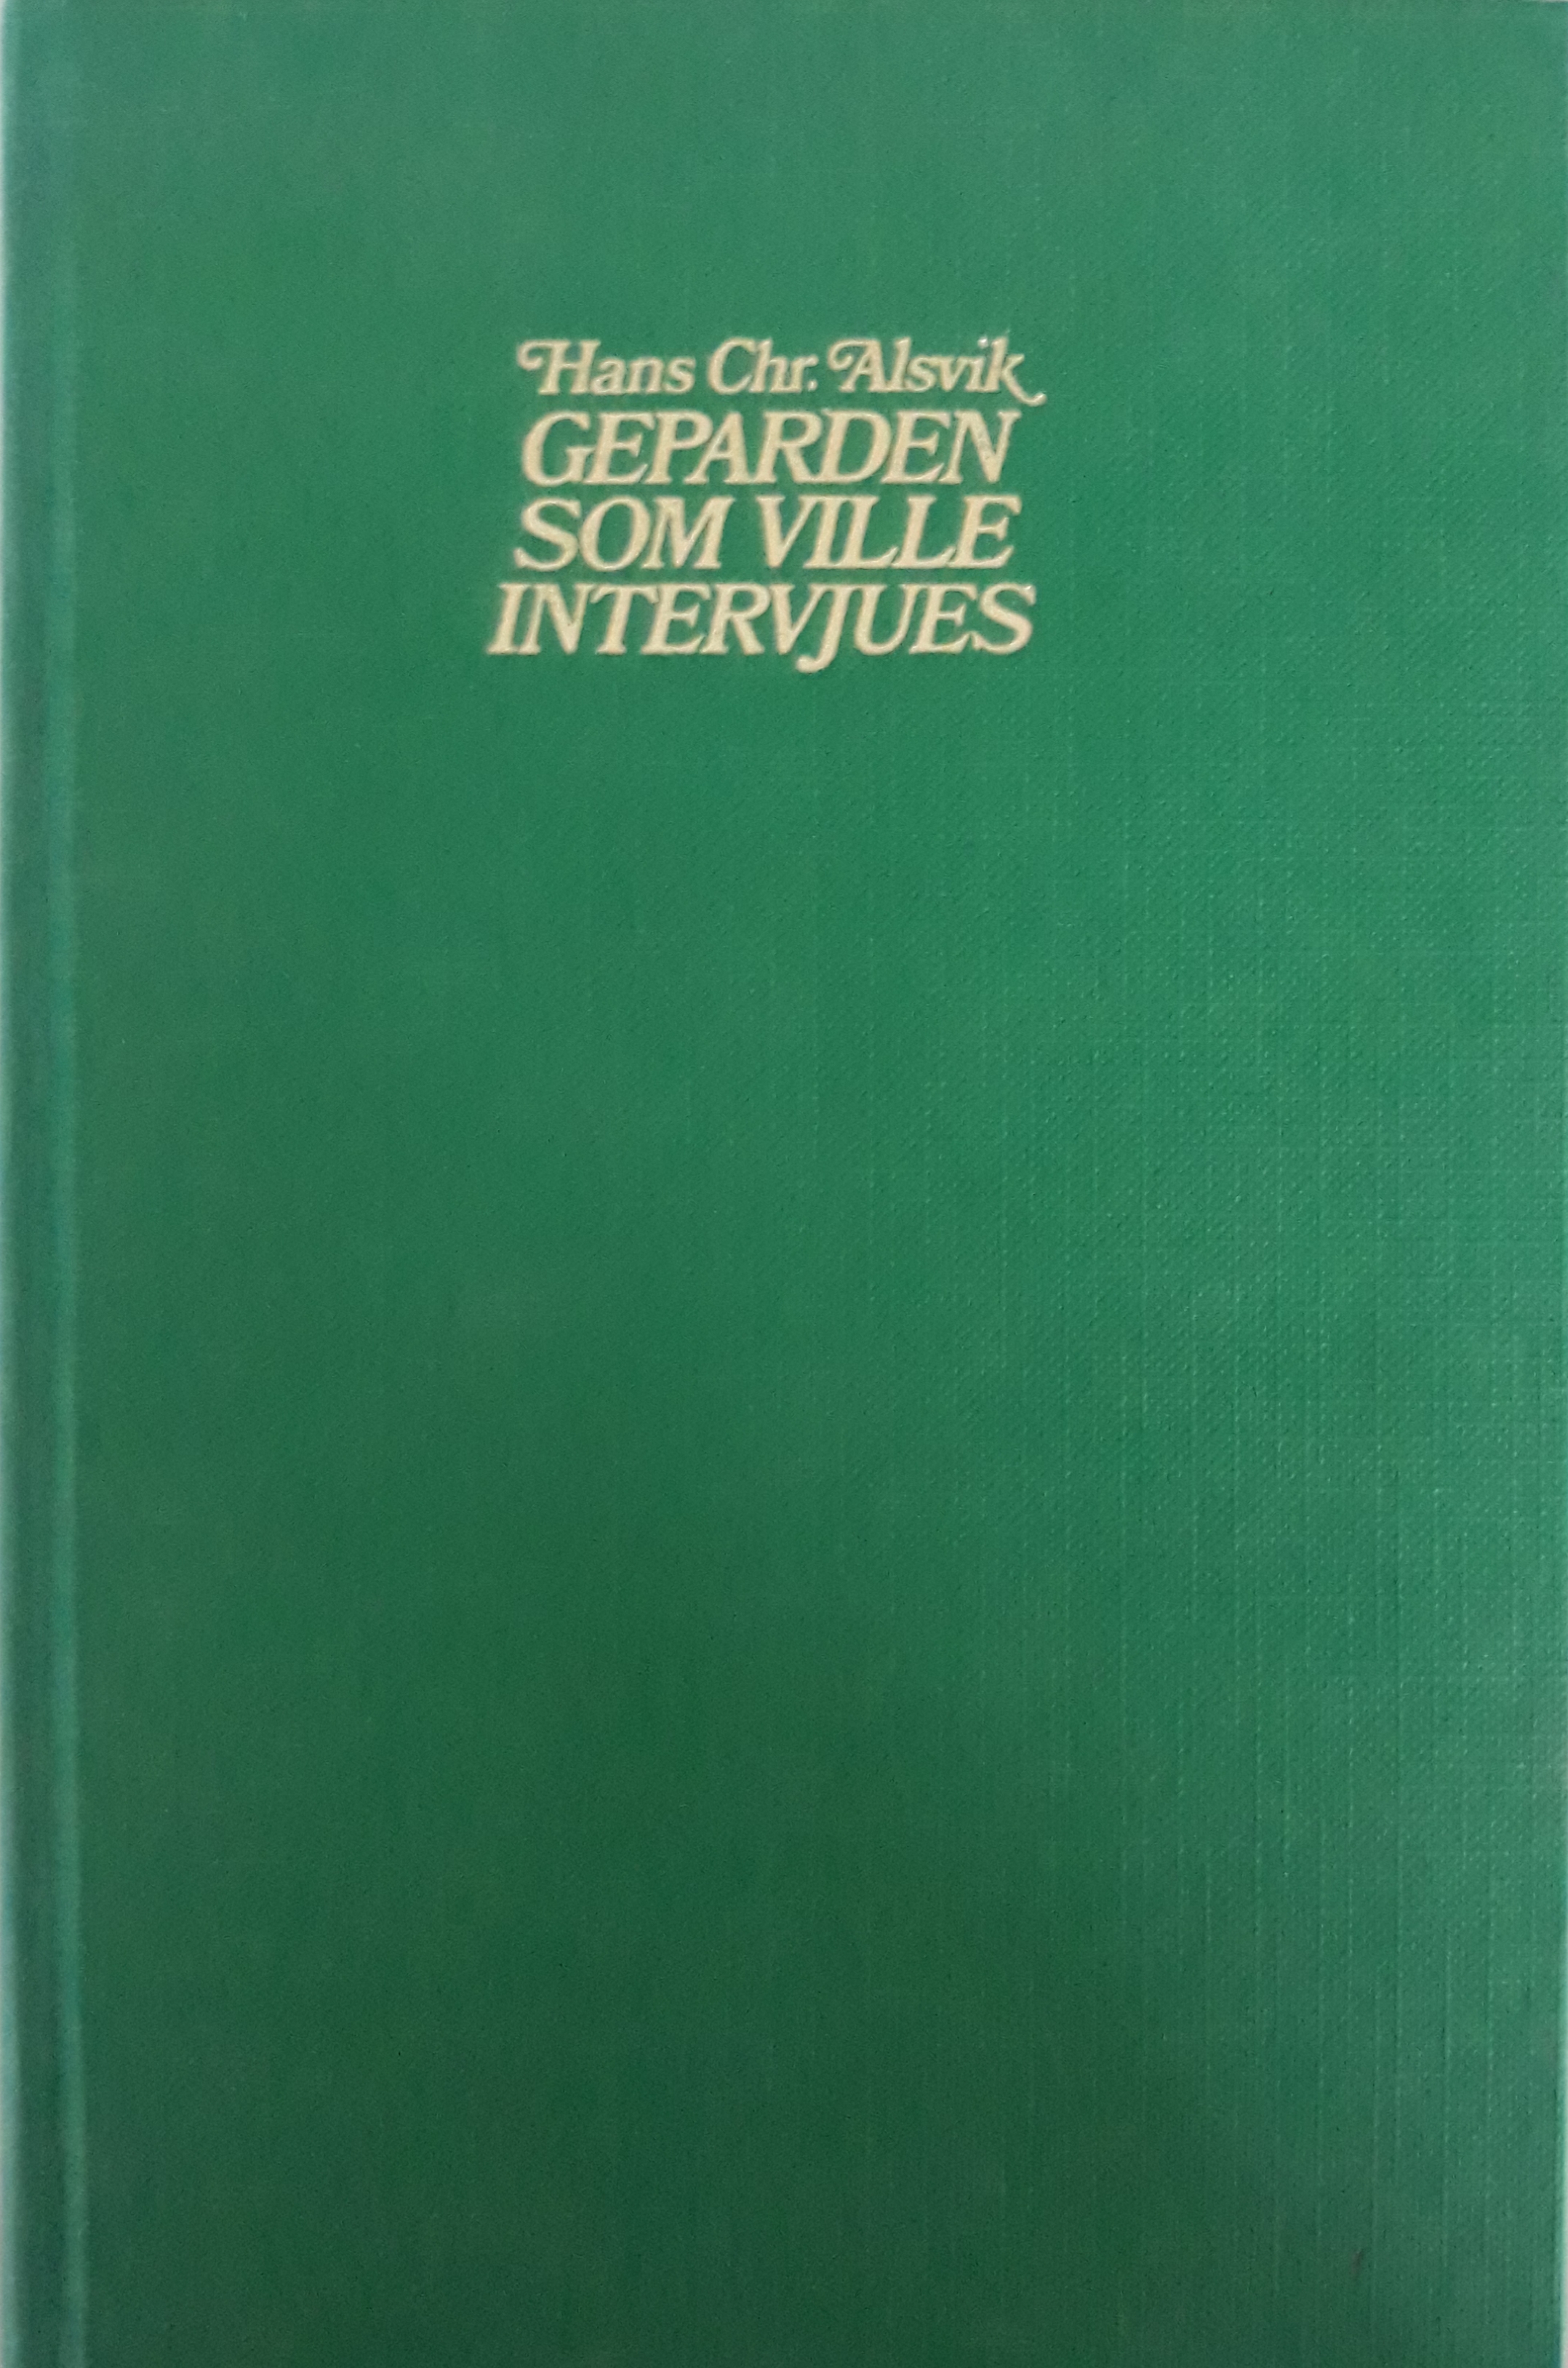 Hans Chr. Alsvik
GEPARDEN
SOM VILLE
INTERVJUES